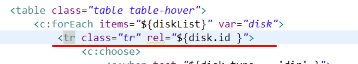 <table class="table table-hover">
<c:forEach items="${diskList}" var="disk">
<tr class="tr" rel="${disk.id }">
<c:choose>